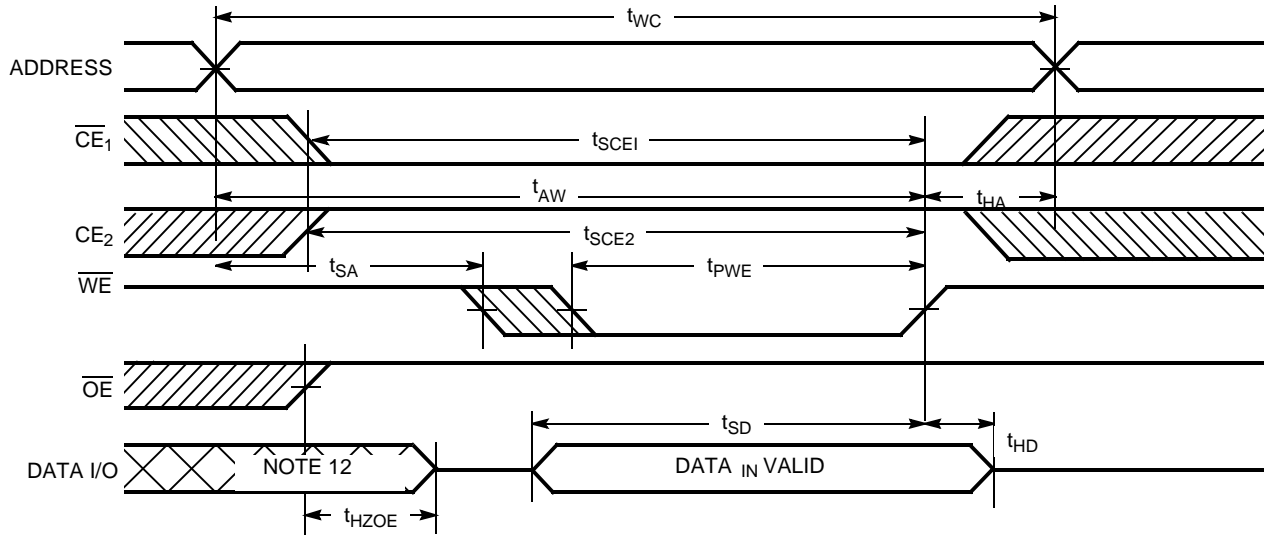 tWC
ADDRESS
CE1
tSCEI
tAW
tHA
CE2
tSCE2
tSA
tPWE
WE
OE
tSD
tHD
DATA I/O
NOTE 12
DATA IN VALID
tHZOE